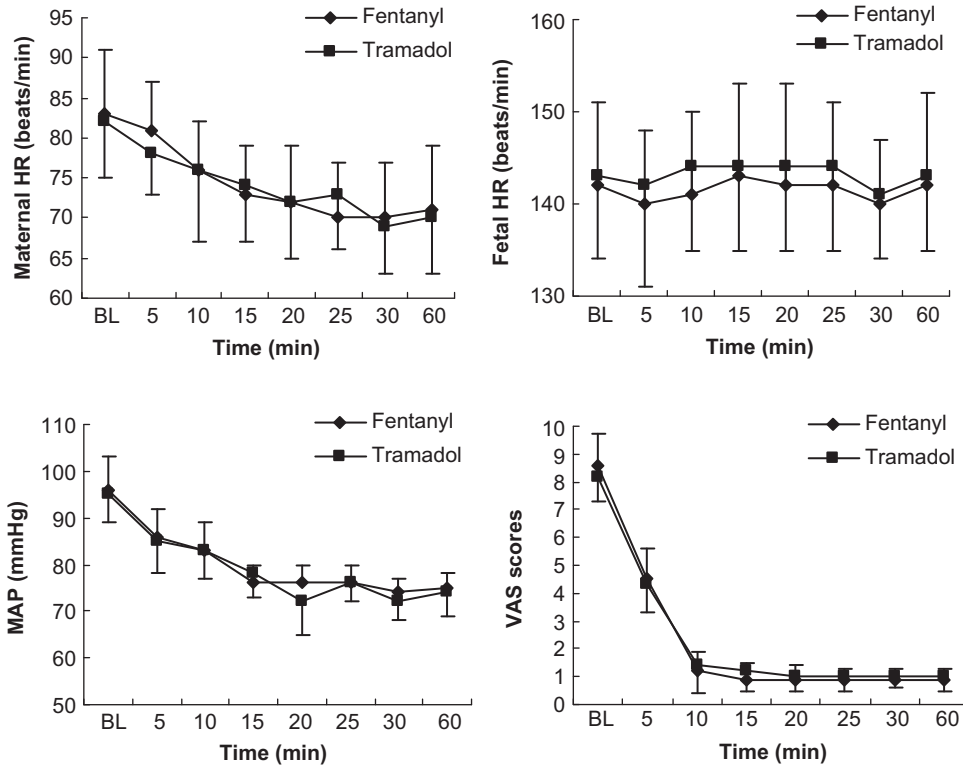 Fentanyl
Tramadol
Maternal HR (beats/min)
95
90
85
80
75
70
65
60
BL 5 10 15 20 25 30 60
Time (min)
Fentanyl
Tramadol
Fetal HR (beats/min)
160
150
140
130
BL 5 10 15 20 25 30 60
Time (min)
Fentanyl
Tramadol
MAP (mmHg)
110
100
90
80
70
60
50
BL 5 10 15 20 25 30 60
Time (min)
Fentanyl
Tramadol
VAS scores
10
9
8
7
6
5
4
3
2
1
0
BL 5 10 15 20 25 30 60
Time (min)